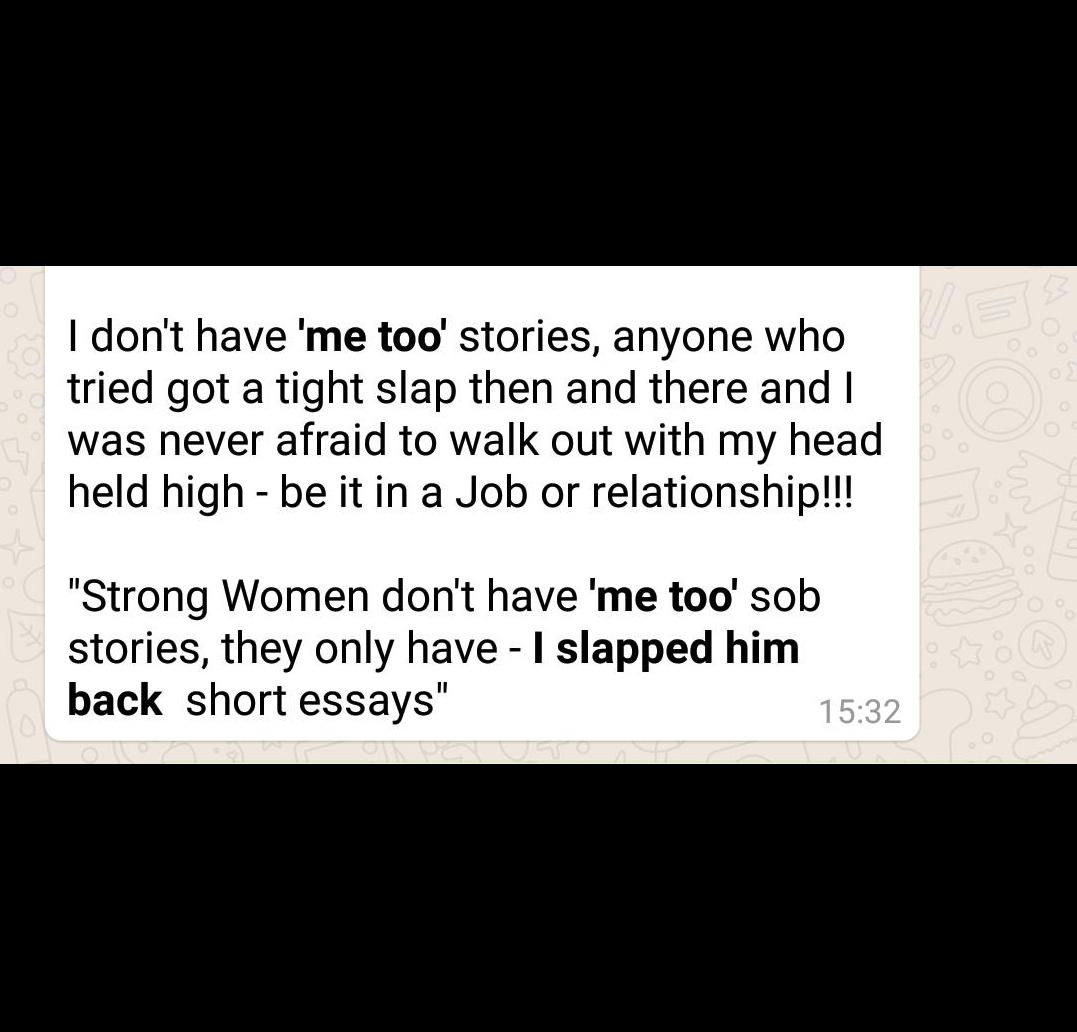 I don't have 'me too' stories, anyone who
tried got a tight slap then and there and I
was never afraid to walk out with my head
held high - be it in a Job or relationship!!!
"Strong Women don't have 'me too' sob
stories, they only have - I slapped him
back  short essays"
15:32